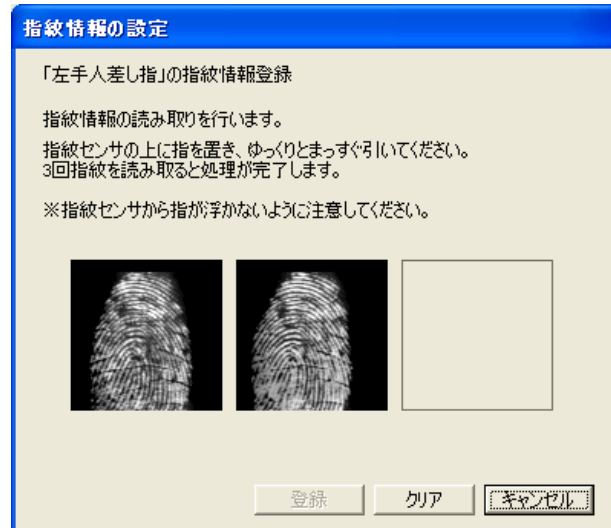 指紋情報の設定
「左手人差し指」の指紋情報登録
指紋情報の読み取りを行います。
指紋センサの上に指を置き、ゆっくりとまっすぐ引いてください。
3回指紋を読み取ると処理が完了します。
※指紋センサから指が浮かないように注意してください。
登録 クリア キャンセル